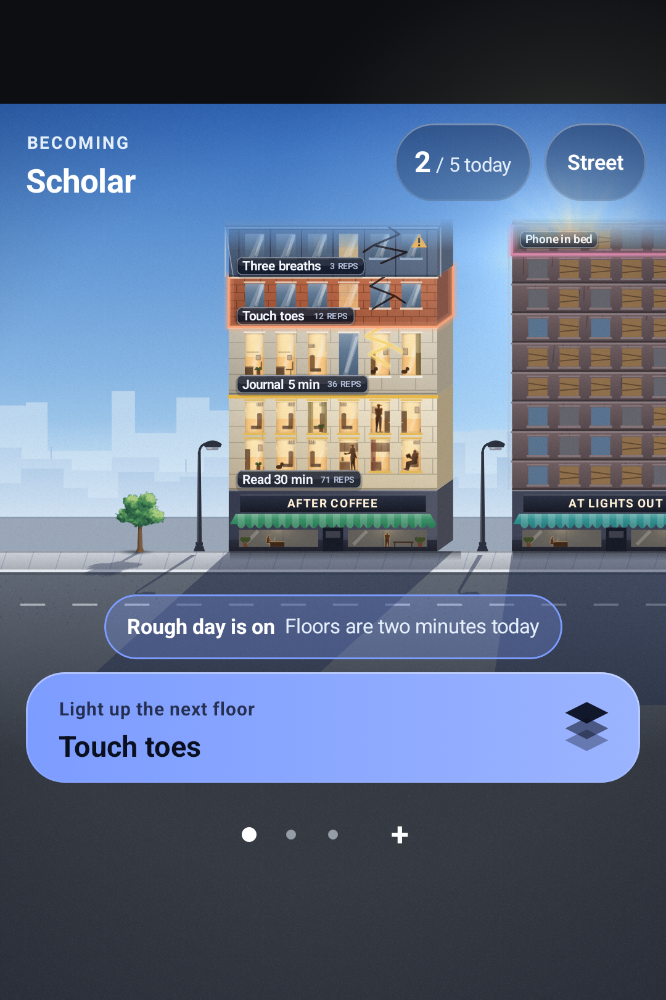 BECOMING
Scholar
2 / 5 today
Street
Phone in bed
Three breaths 3 REPS
Touch toes 12 REPS
Journal 5 min 36 REPS
Read 30 min 71 REPS
AFTER COFFEE
AT LIGHTS OUT
Rough day is on Floors are two minutes today
Light up the next floor
Touch toes